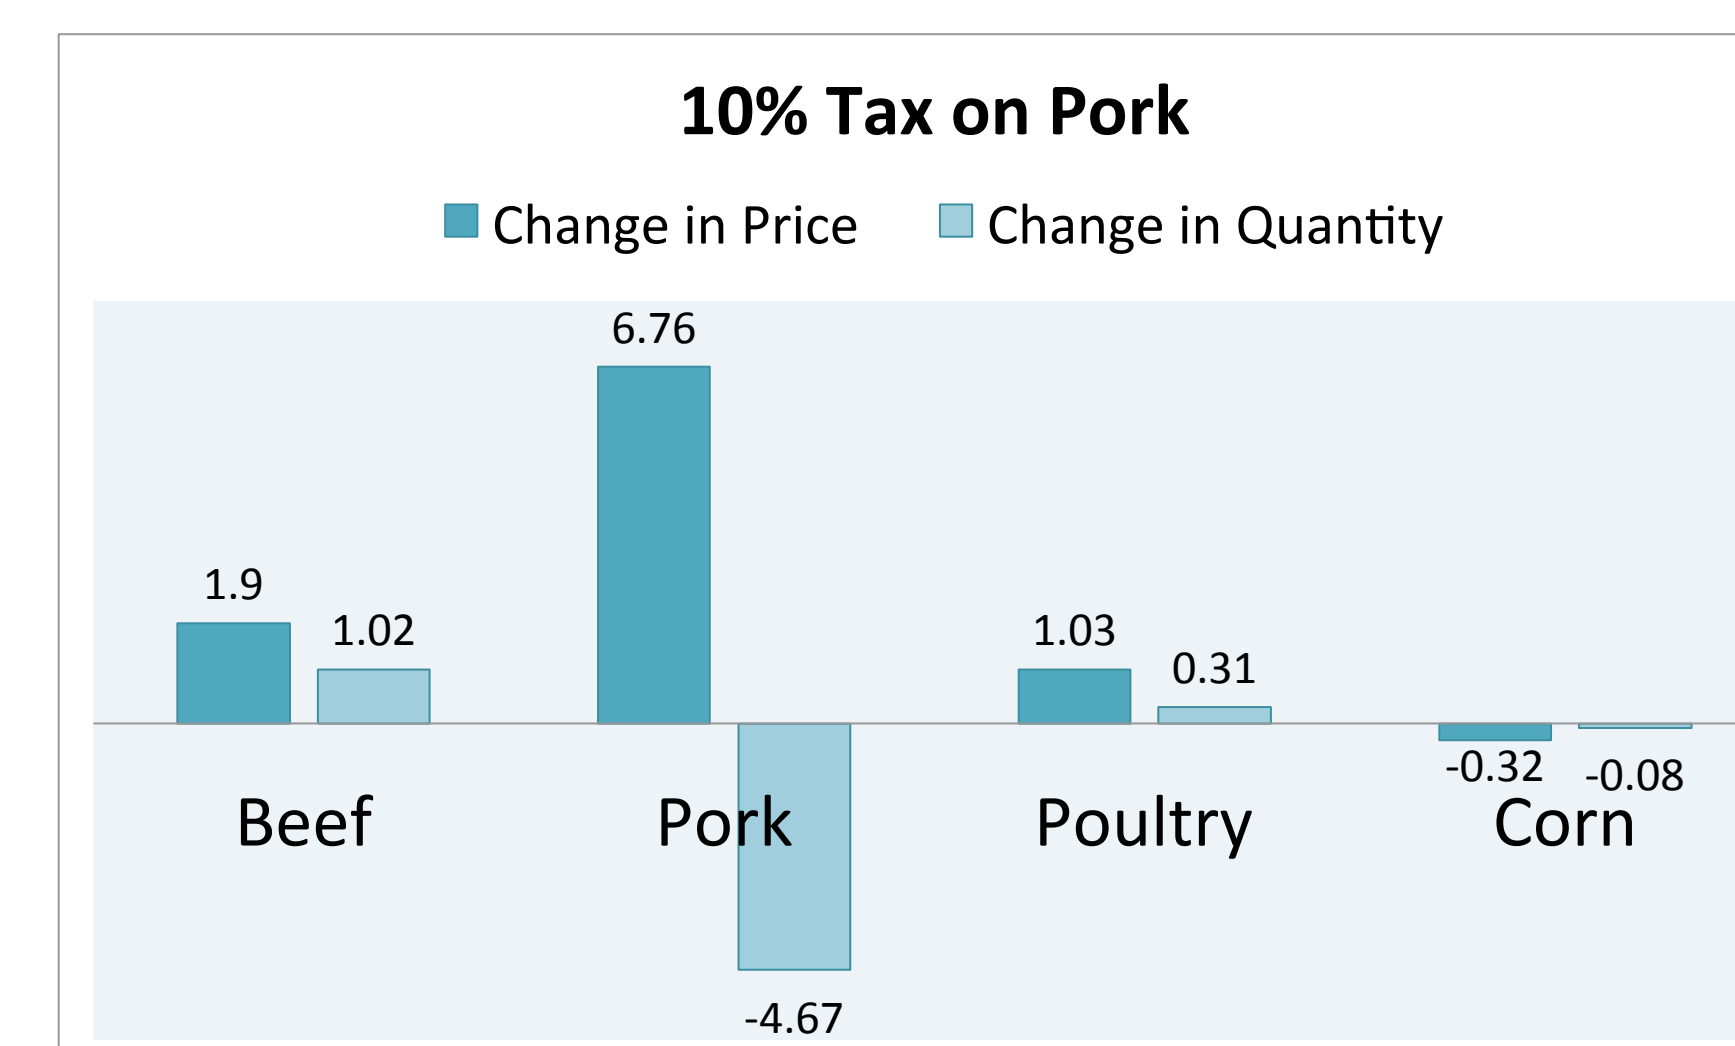 10% Tax on Pork
Change in Price Change in Quantity
6.76
1.9
1.02
1.03
0.31
-0.32
-0.08
Beef Pork Poultry Corn
-4.67